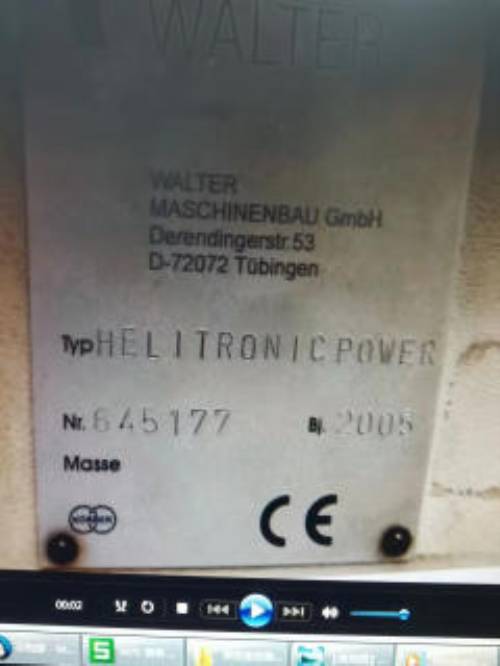 WALTER
WALTER
MASCHINENBAU GmbH
Derendingerstr.53
D-72072 Tübingen
Typ HELITRONIC POWER
Nr. 645177 Bj. 2005
Masse
KÖRBER
CE
00:02
S